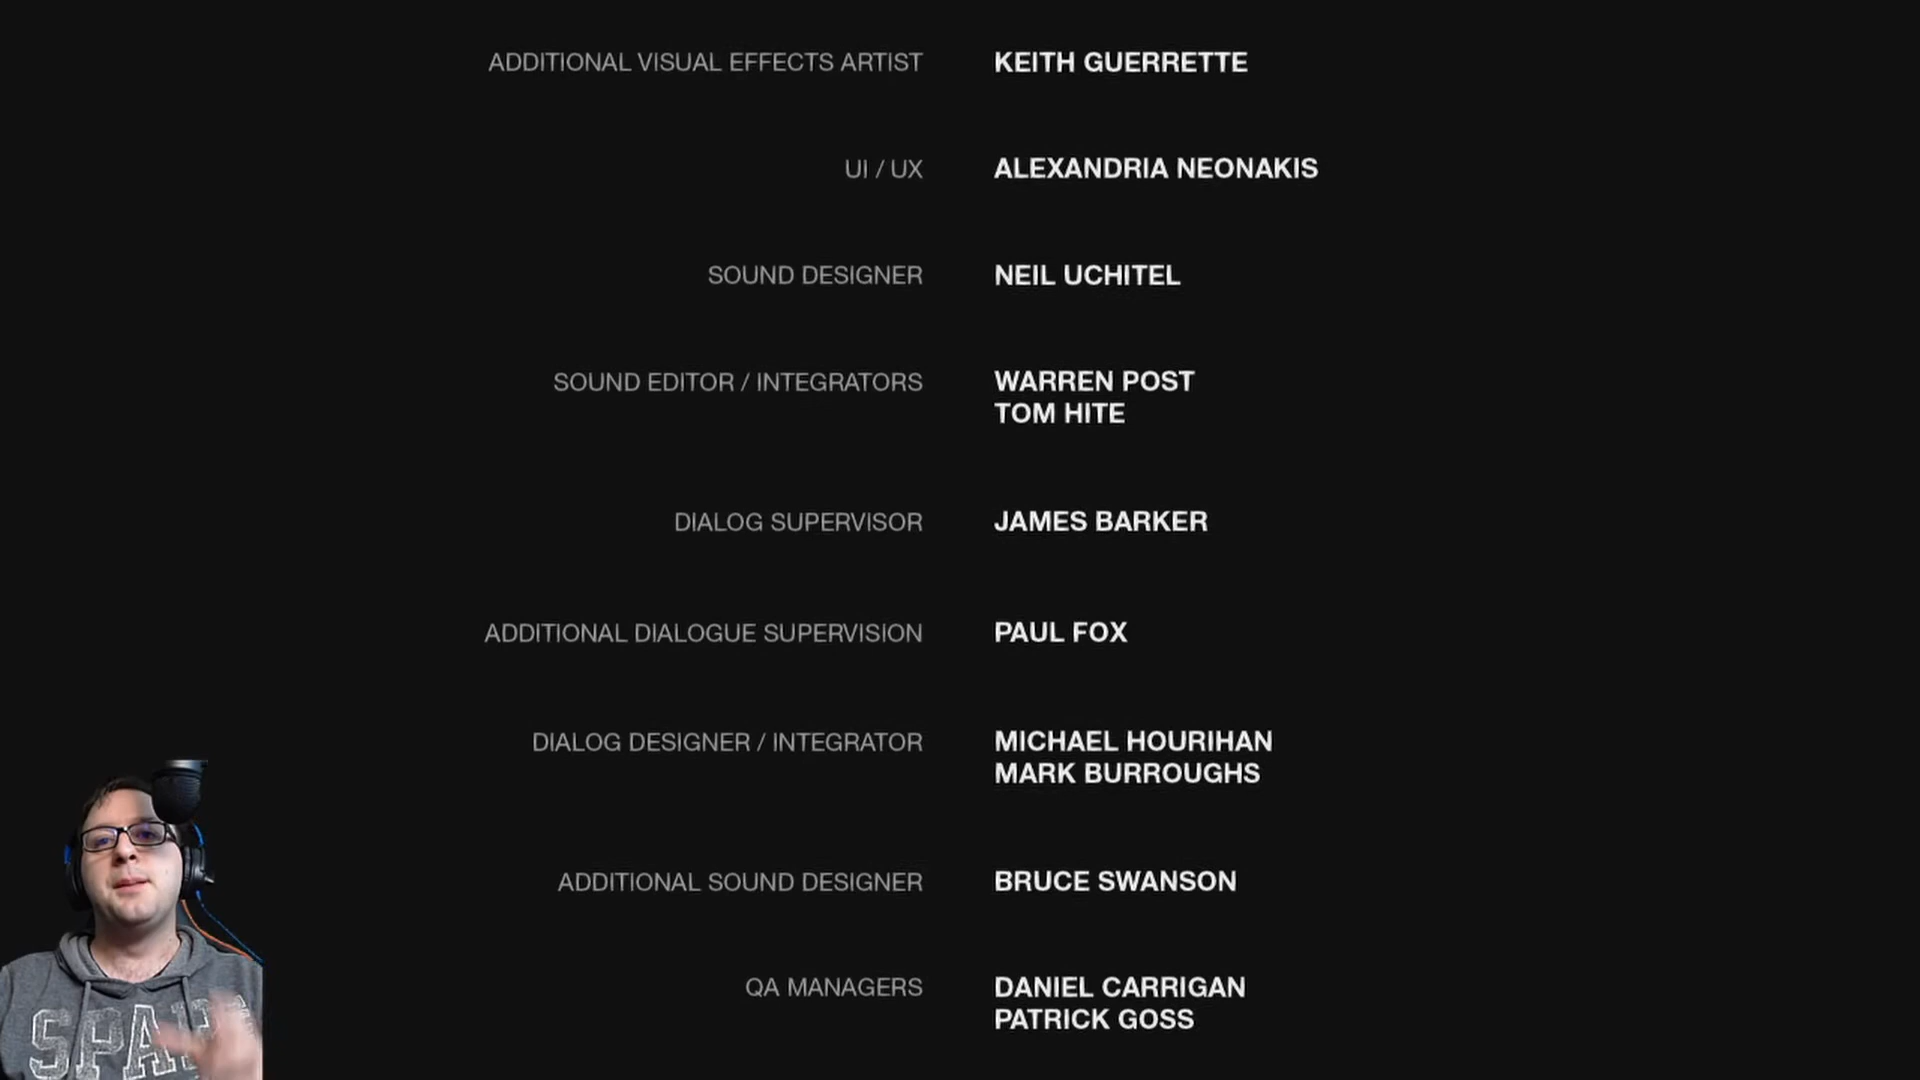 ADDITIONAL VISUAL EFFECTS ARTIST KEITH GUERRETTE
UI / UX ALEXANDRIA NEONAKIS
SOUND DESIGNER NEIL UCHITEL
SOUND EDITOR / INTEGRATORS WARREN POST
TOM HITE
DIALOG SUPERVISOR JAMES BARKER
ADDITIONAL DIALOGUE SUPERVISION PAUL FOX
DIALOG DESIGNER / INTEGRATOR MICHAEL HOURIHAN
MARK BURROUGHS
ADDITIONAL SOUND DESIGNER BRUCE SWANSON
QA MANAGERS DANIEL CARRIGAN
PATRICK GOSS